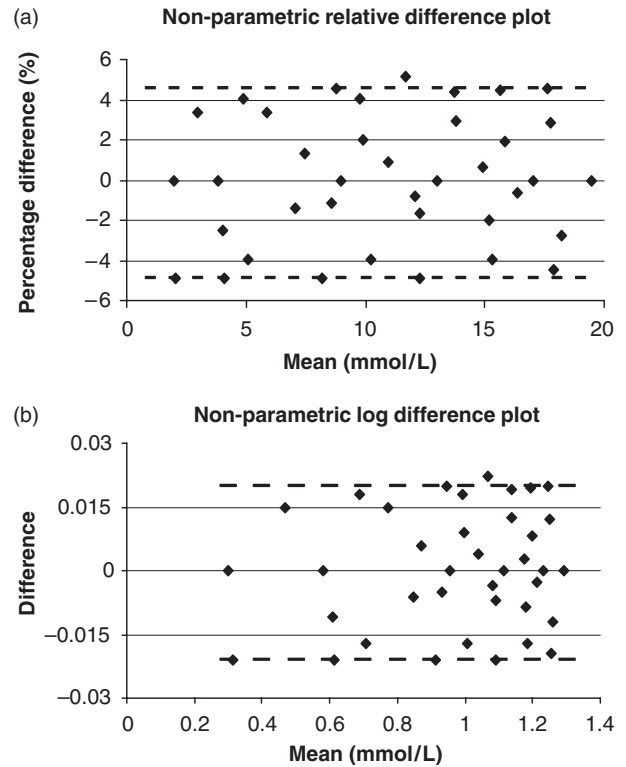 (a)
Non-parametric relative difference plot
Percentage difference (%)
6
4
2
0
−2
−4
−6
0 5 10 15 20
Mean (mmol/L)
(b)
Non-parametric log difference plot
Difference
0.03
0.015
0
−0.015
−0.03
0 0.2 0.4 0.6 0.8 1 1.2 1.4
Mean (mmol/L)